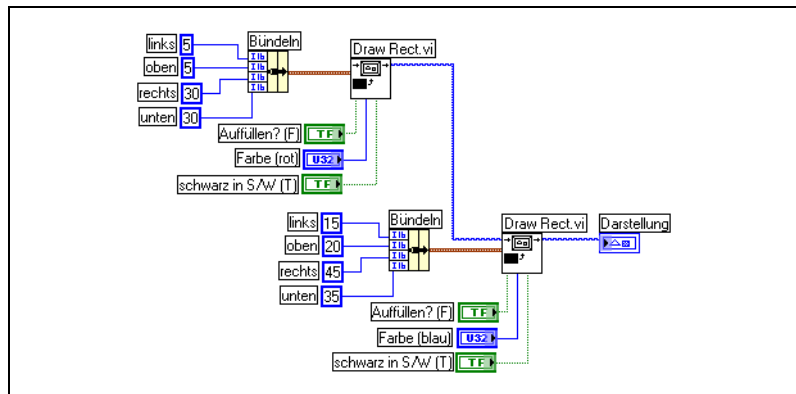 Bündeln
links 5
oben 5
rechts 30
unten 30
Draw Rect.vi
Auffüllen? (F) TF
Farbe (rot) U32
schwarz in S/W (T) TF
Bündeln
links 15
oben 20
rechts 45
unten 35
Draw Rect.vi
Darstellung
Auffüllen? (F) TF
Farbe (blau) U32
schwarz in S/W (T) TF